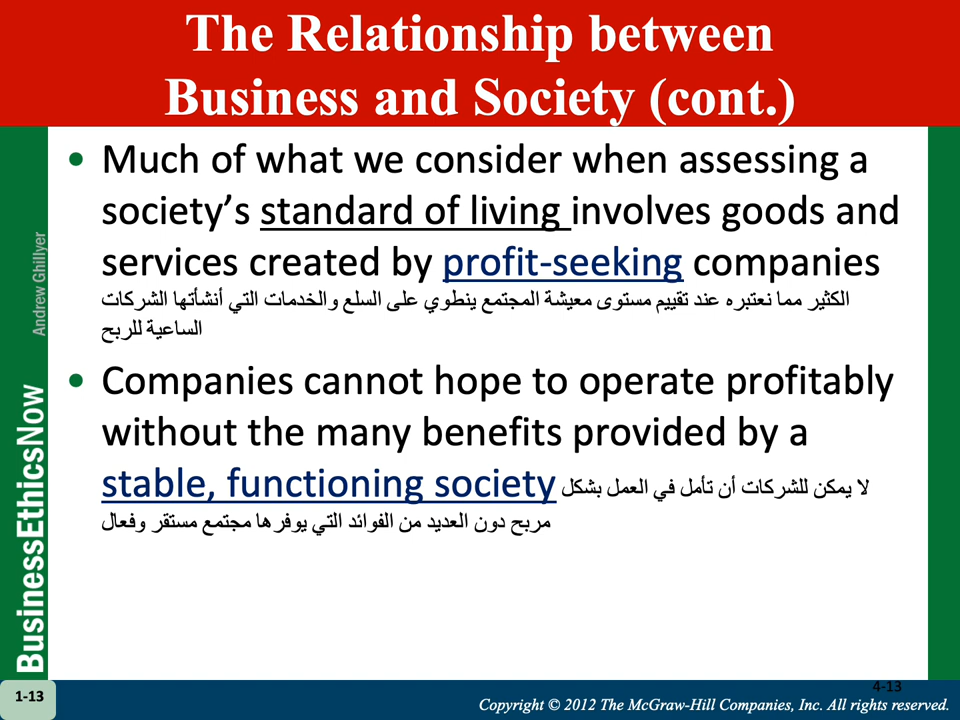 The Relationship between
Business and Society (cont.)
• Much of what we consider when assessing a
society’s standard of living involves goods and
services created by profit-seeking companies
الكثير مما نعتبره عند تقييم مستوى معيشة المجتمع ينطوي على السلع والخدمات التي أنشأتها الشركات
الساعية للربح
• Companies cannot hope to operate profitably
without the many benefits provided by a
stable, functioning society لا يمكن للشركات أن تأمل في العمل بشكل
مربح دون العديد من الفوائد التي يوفرها مجتمع مستقر وفعال
Andrew Ghillyer
BusinessEthicsNow
1-13
4-13
Copyright © 2012 The McGraw-Hill Companies, Inc. All rights reserved.